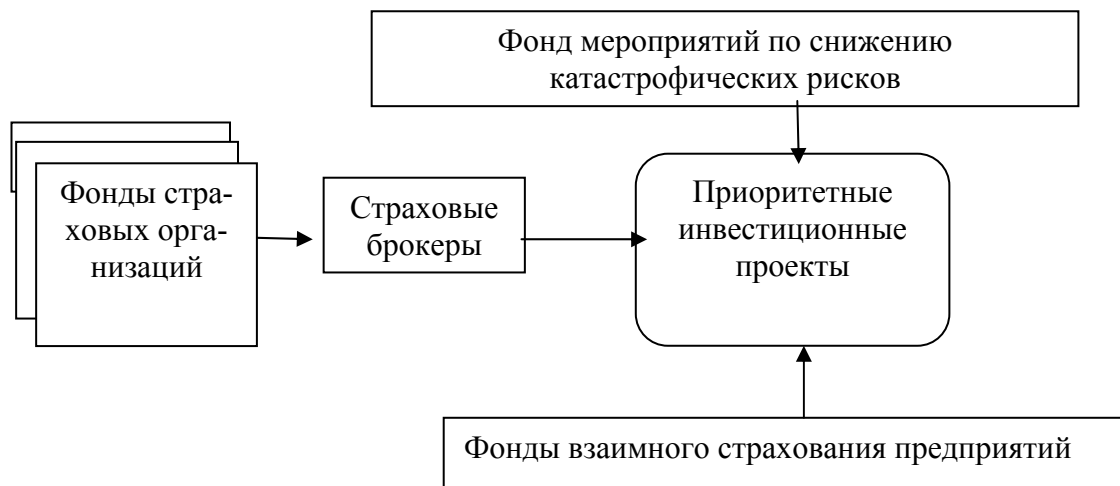 Фонд мероприятий по снижению
катастрофических рисков
Фонды стра-
ховых орга-
низаций
Страховые
брокеры
Приоритетные
инвестиционные
проекты
Фонды взаимного страхования предприятий